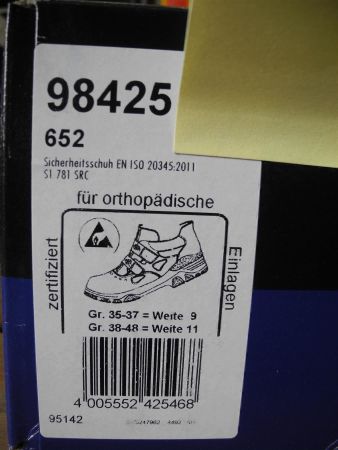 98425
652
Sicherheitsschuh EN ISO 20345:2011
S1 781 SRC
für orthopädische
zertifiziert
Einlagen
Gr. 35-37 = Weite 9
Gr. 38-48 = Weite 11
4 005552 425468
95142